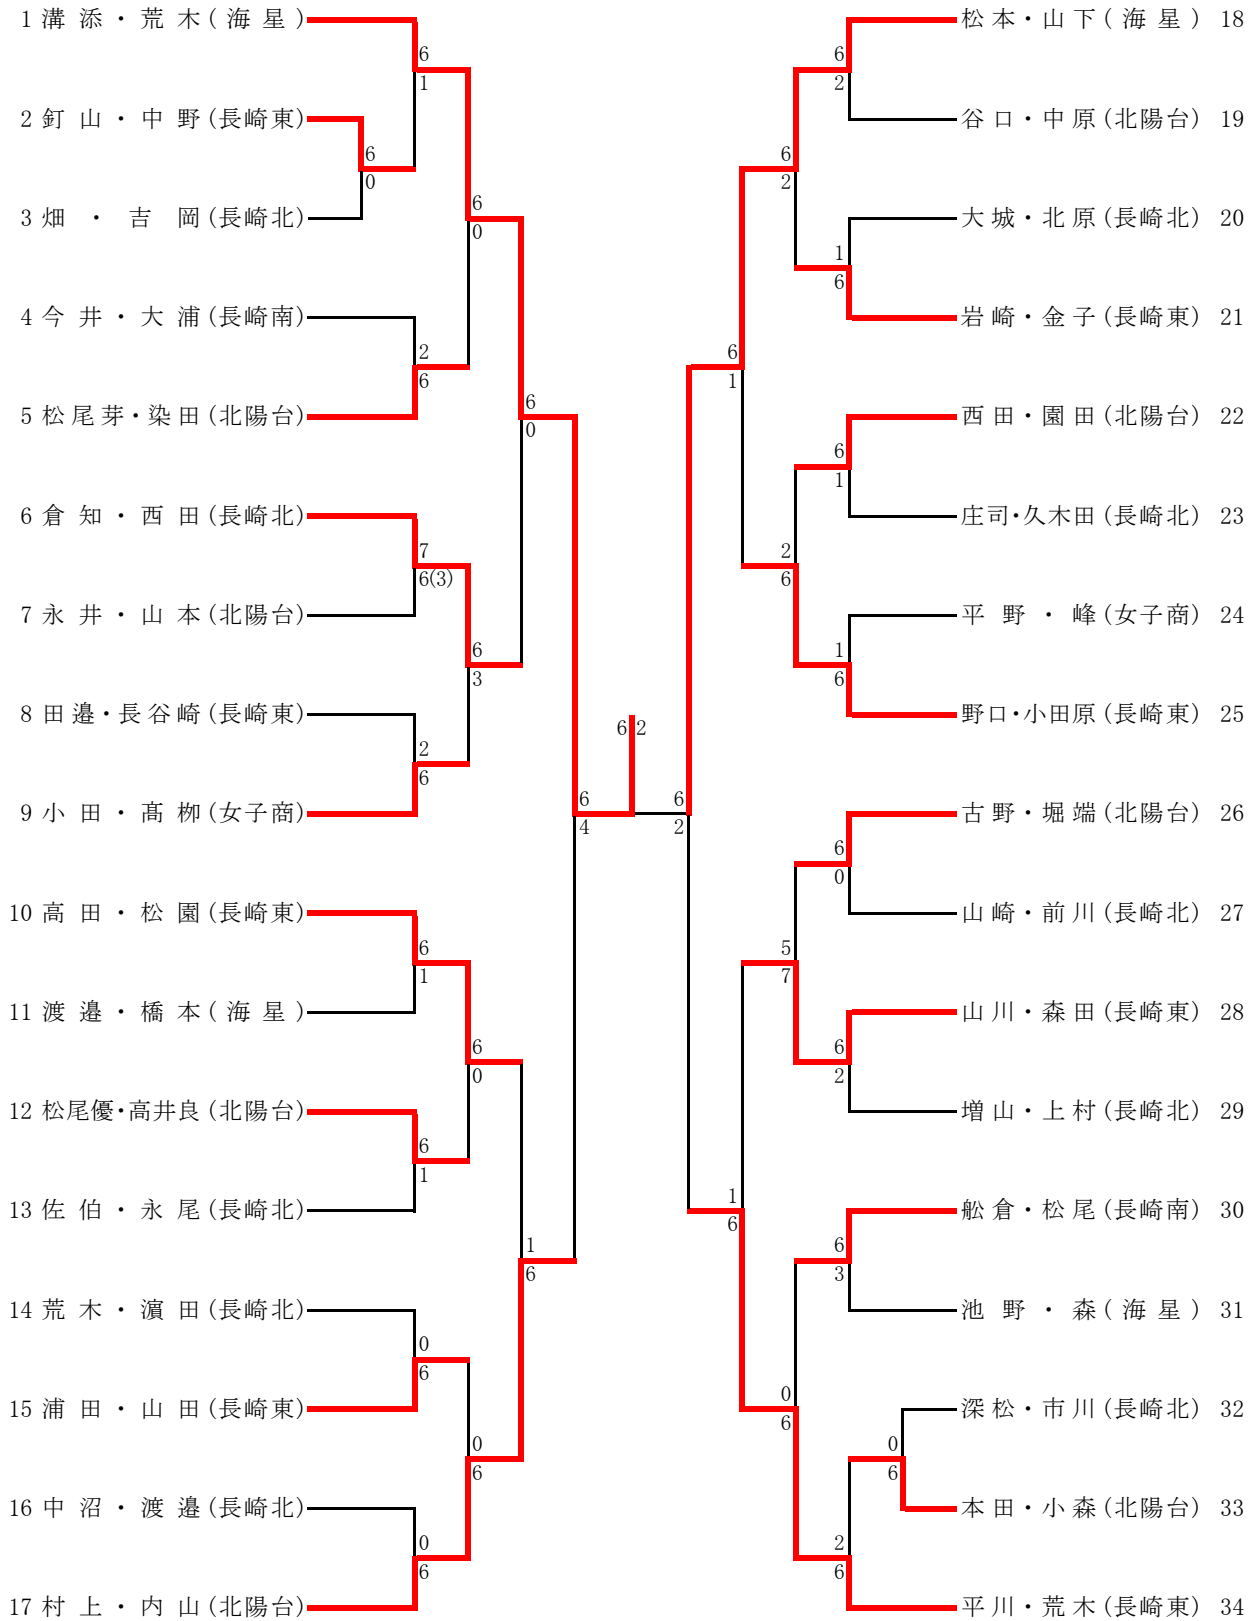 1 溝添・荒木(海星)
6
1
2 釘山・中野(長崎東)
6
0
3 畑・吉岡(長崎北)
6
0
4 今井・大浦(長崎南)
2
6
5 松尾芽・染田(北陽台)
6
0
6 倉知・西田(長崎北)
7
6(3)
7 永井・山本(北陽台)
6
3
8 田邉・長谷崎(長崎東)
2
6
9 小田・髙栁(女子商)
6
4
10 高田・松園(長崎東)
6
1
11 渡邉・橋本(海星)
6
0
12 松尾優・高井良(北陽台)
6
1
13 佐伯・永尾(長崎北)
1
6
14 荒木・濵田(長崎北)
0
6
15 浦田・山田(長崎東)
0
6
16 中沼・渡邉(長崎北)
0
6
17 村上・内山(北陽台)
6 2
松本・山下(海星) 18
6
2
谷口・中原(北陽台) 19
6
2
大城・北原(長崎北) 20
1
6
岩崎・金子(長崎東) 21
6
1
西田・園田(北陽台) 22
6
1
庄司・久木田(長崎北) 23
2
6
平野・峰(女子商) 24
1
6
野口・小田原(長崎東) 25
6
2
古野・堀端(北陽台) 26
6
0
山崎・前川(長崎北) 27
5
7
山川・森田(長崎東) 28
6
2
増山・上村(長崎北) 29
1
6
舩倉・松尾(長崎南) 30
6
3
池野・森(海星) 31
0
6
深松・市川(長崎北) 32
0
6
本田・小森(北陽台) 33
2
6
平川・荒木(長崎東) 34